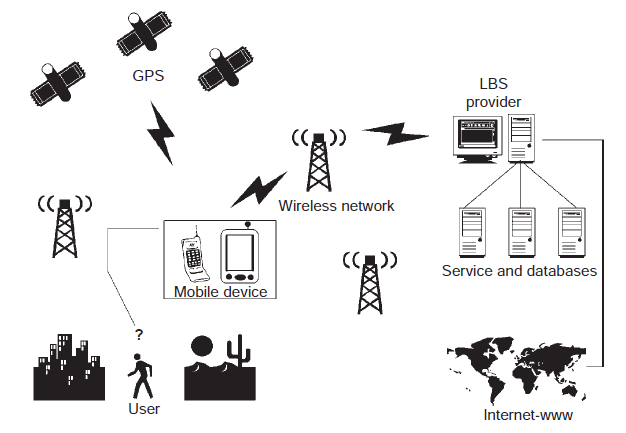 GPS
LBS
provider
Wireless network
Service and databases
Mobile device
?
User
Internet-www